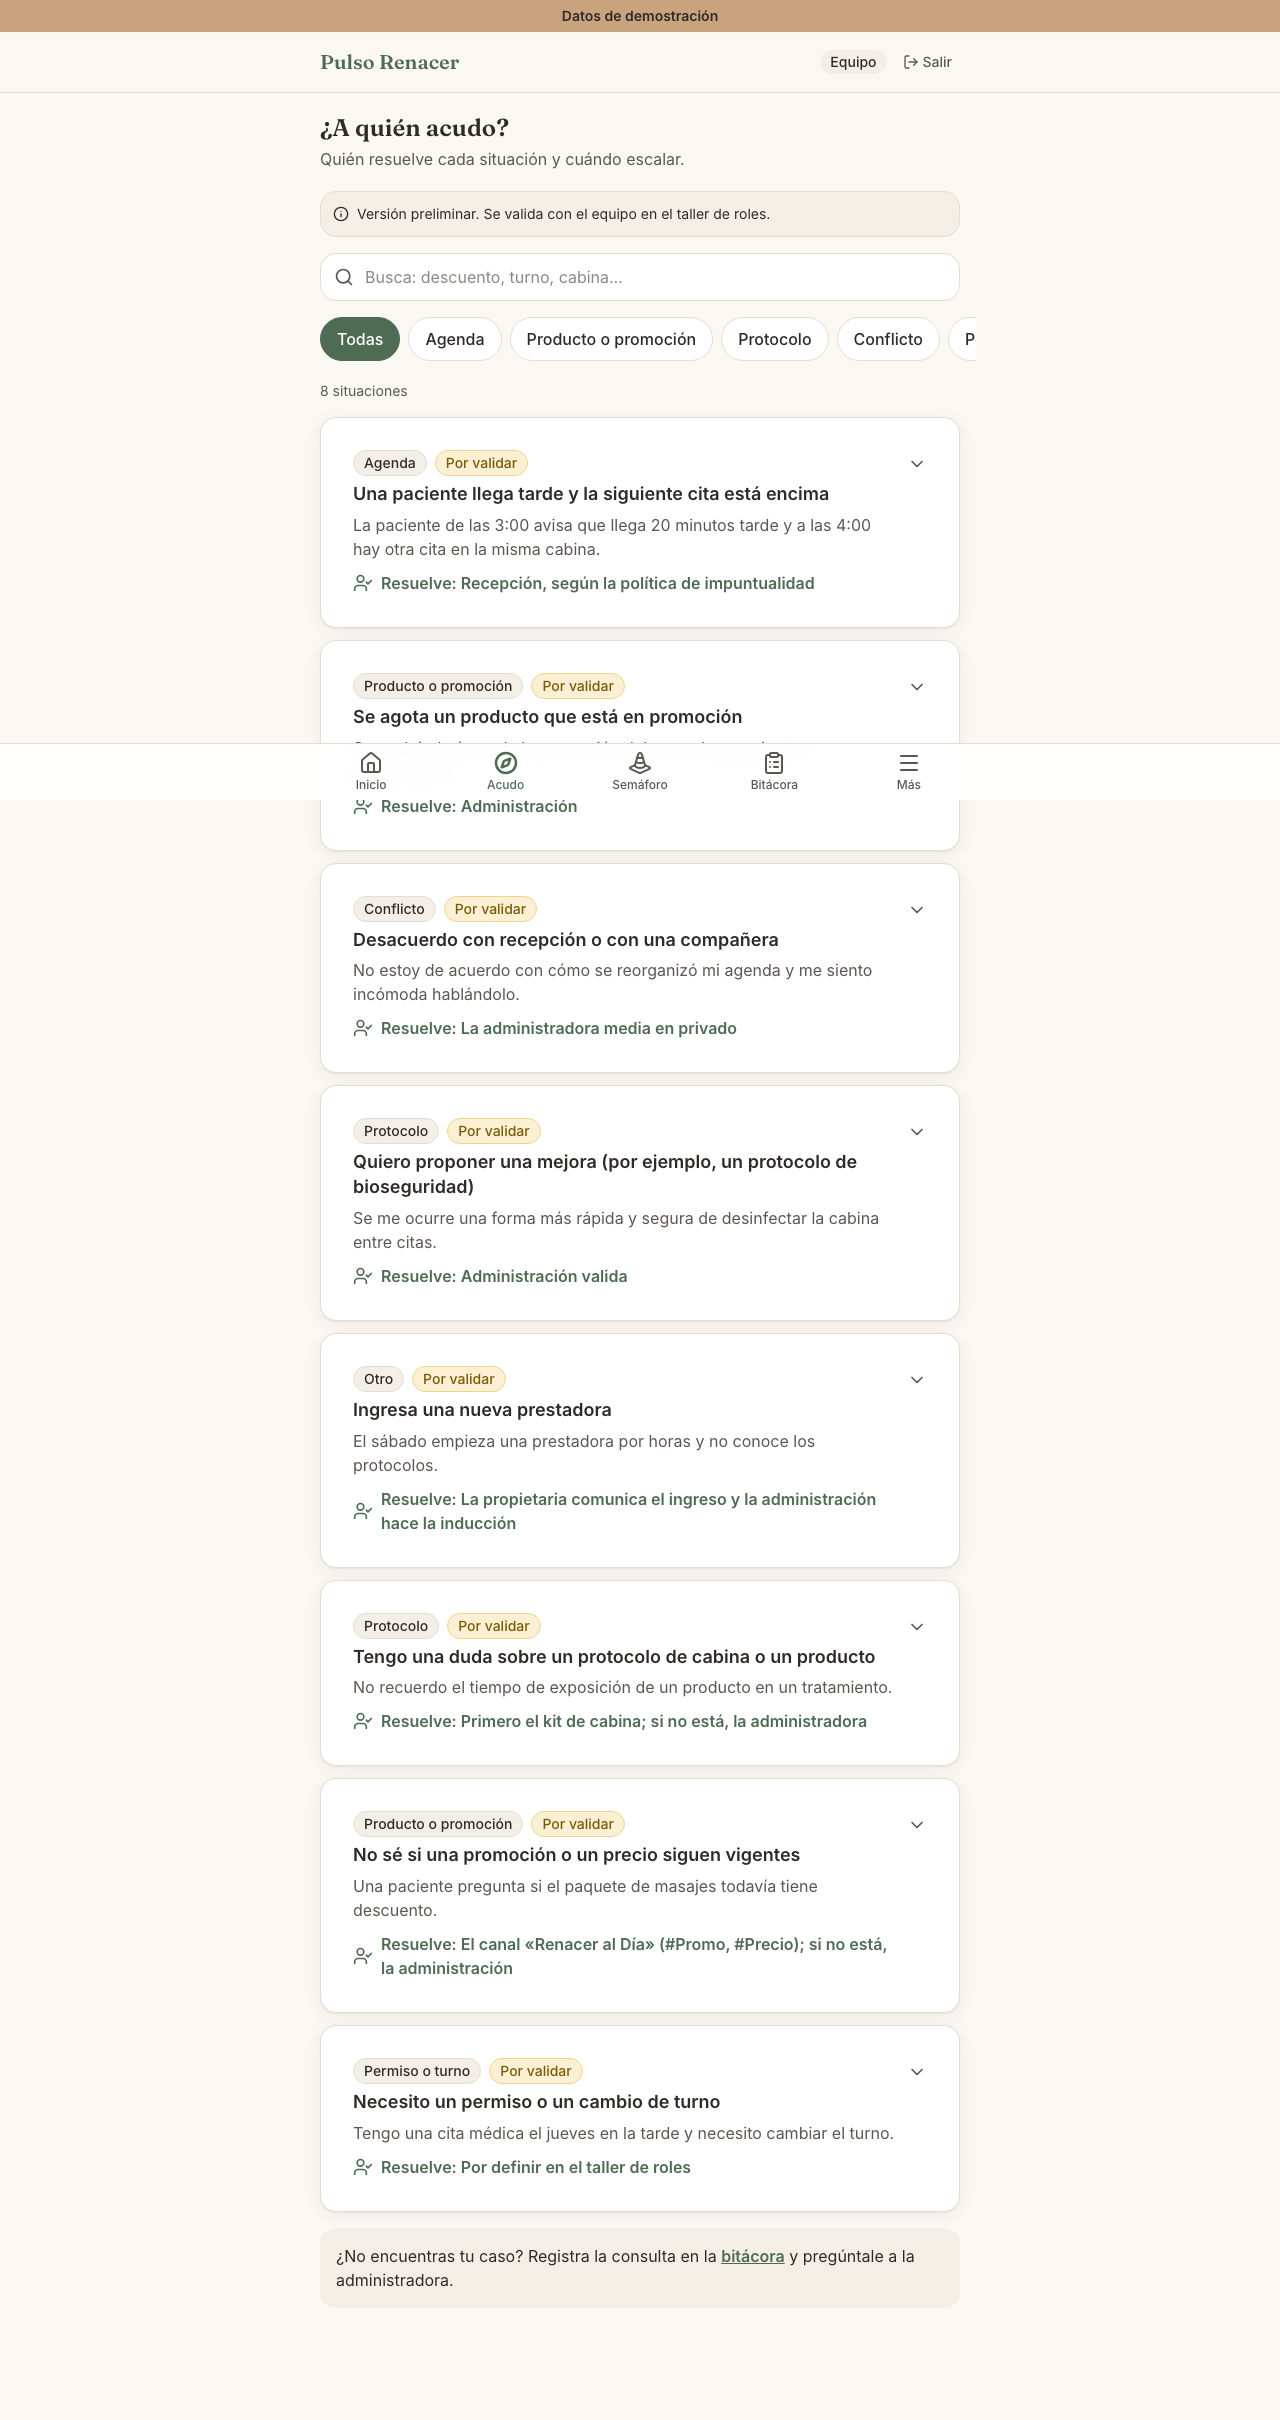 Datos de demostración
Pulso Renacer
Equipo
Salir
¿A quién acudo?
Quién resuelve cada situación y cuándo escalar.
Versión preliminar. Se valida con el equipo en el taller de roles.
Busca: descuento, turno, cabina...
Todas
Agenda
Producto o promoción
Protocolo
Conflicto
P
8 situaciones
Agenda
Por validar
Una paciente llega tarde y la siguiente cita está encima
La paciente de las 3:00 avisa que llega 20 minutos tarde y a las 4:00
hay otra cita en la misma cabina.
Resuelve: Recepción, según la política de impuntualidad
Producto o promoción
Por validar
Se agota un producto que está en promoción
Inicio
Acudo
Semáforo
Bitácora
Más
Resuelve: Administración
Conflicto
Por validar
Desacuerdo con recepción o con una compañera
No estoy de acuerdo con cómo se reorganizó mi agenda y me siento
incómoda hablándolo.
Resuelve: La administradora media en privado
Protocolo
Por validar
Quiero proponer una mejora (por ejemplo, un protocolo de
bioseguridad)
Se me ocurre una forma más rápida y segura de desinfectar la cabina
entre citas.
Resuelve: Administración valida
Otro
Por validar
Ingresa una nueva prestadora
El sábado empieza una prestadora por horas y no conoce los
protocolos.
Resuelve: La propietaria comunica el ingreso y la administración
hace la inducción
Protocolo
Por validar
Tengo una duda sobre un protocolo de cabina o un producto
No recuerdo el tiempo de exposición de un producto en un tratamiento.
Resuelve: Primero el kit de cabina; si no está, la administradora
Producto o promoción
Por validar
No sé si una promoción o un precio siguen vigentes
Una paciente pregunta si el paquete de masajes todavía tiene
descuento.
Resuelve: El canal «Renacer al Día» (#Promo, #Precio); si no está,
la administración
Permiso o turno
Por validar
Necesito un permiso o un cambio de turno
Tengo una cita médica el jueves en la tarde y necesito cambiar el turno.
Resuelve: Por definir en el taller de roles
¿No encuentras tu caso? Registra la consulta en la bitácora y pregúntale a la
administradora.